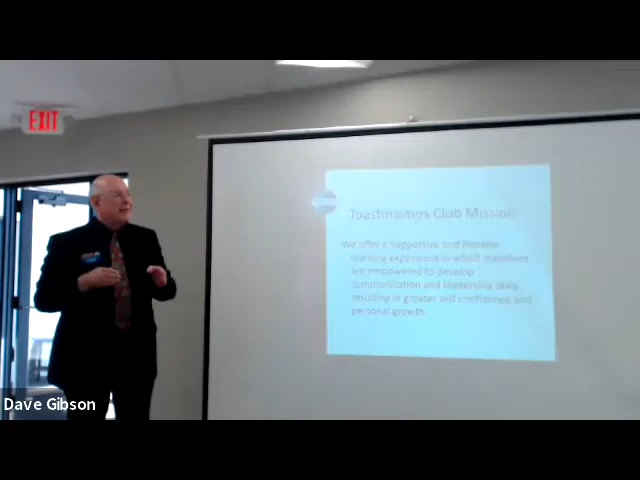 EXIT
Toastmasters Club Mission
We offer a Supportive and Positive
learning experience in which members
are empowered to develop
communication and leadership skills,
resulting in greater self confidence and
personal growth.
Dave Gibson